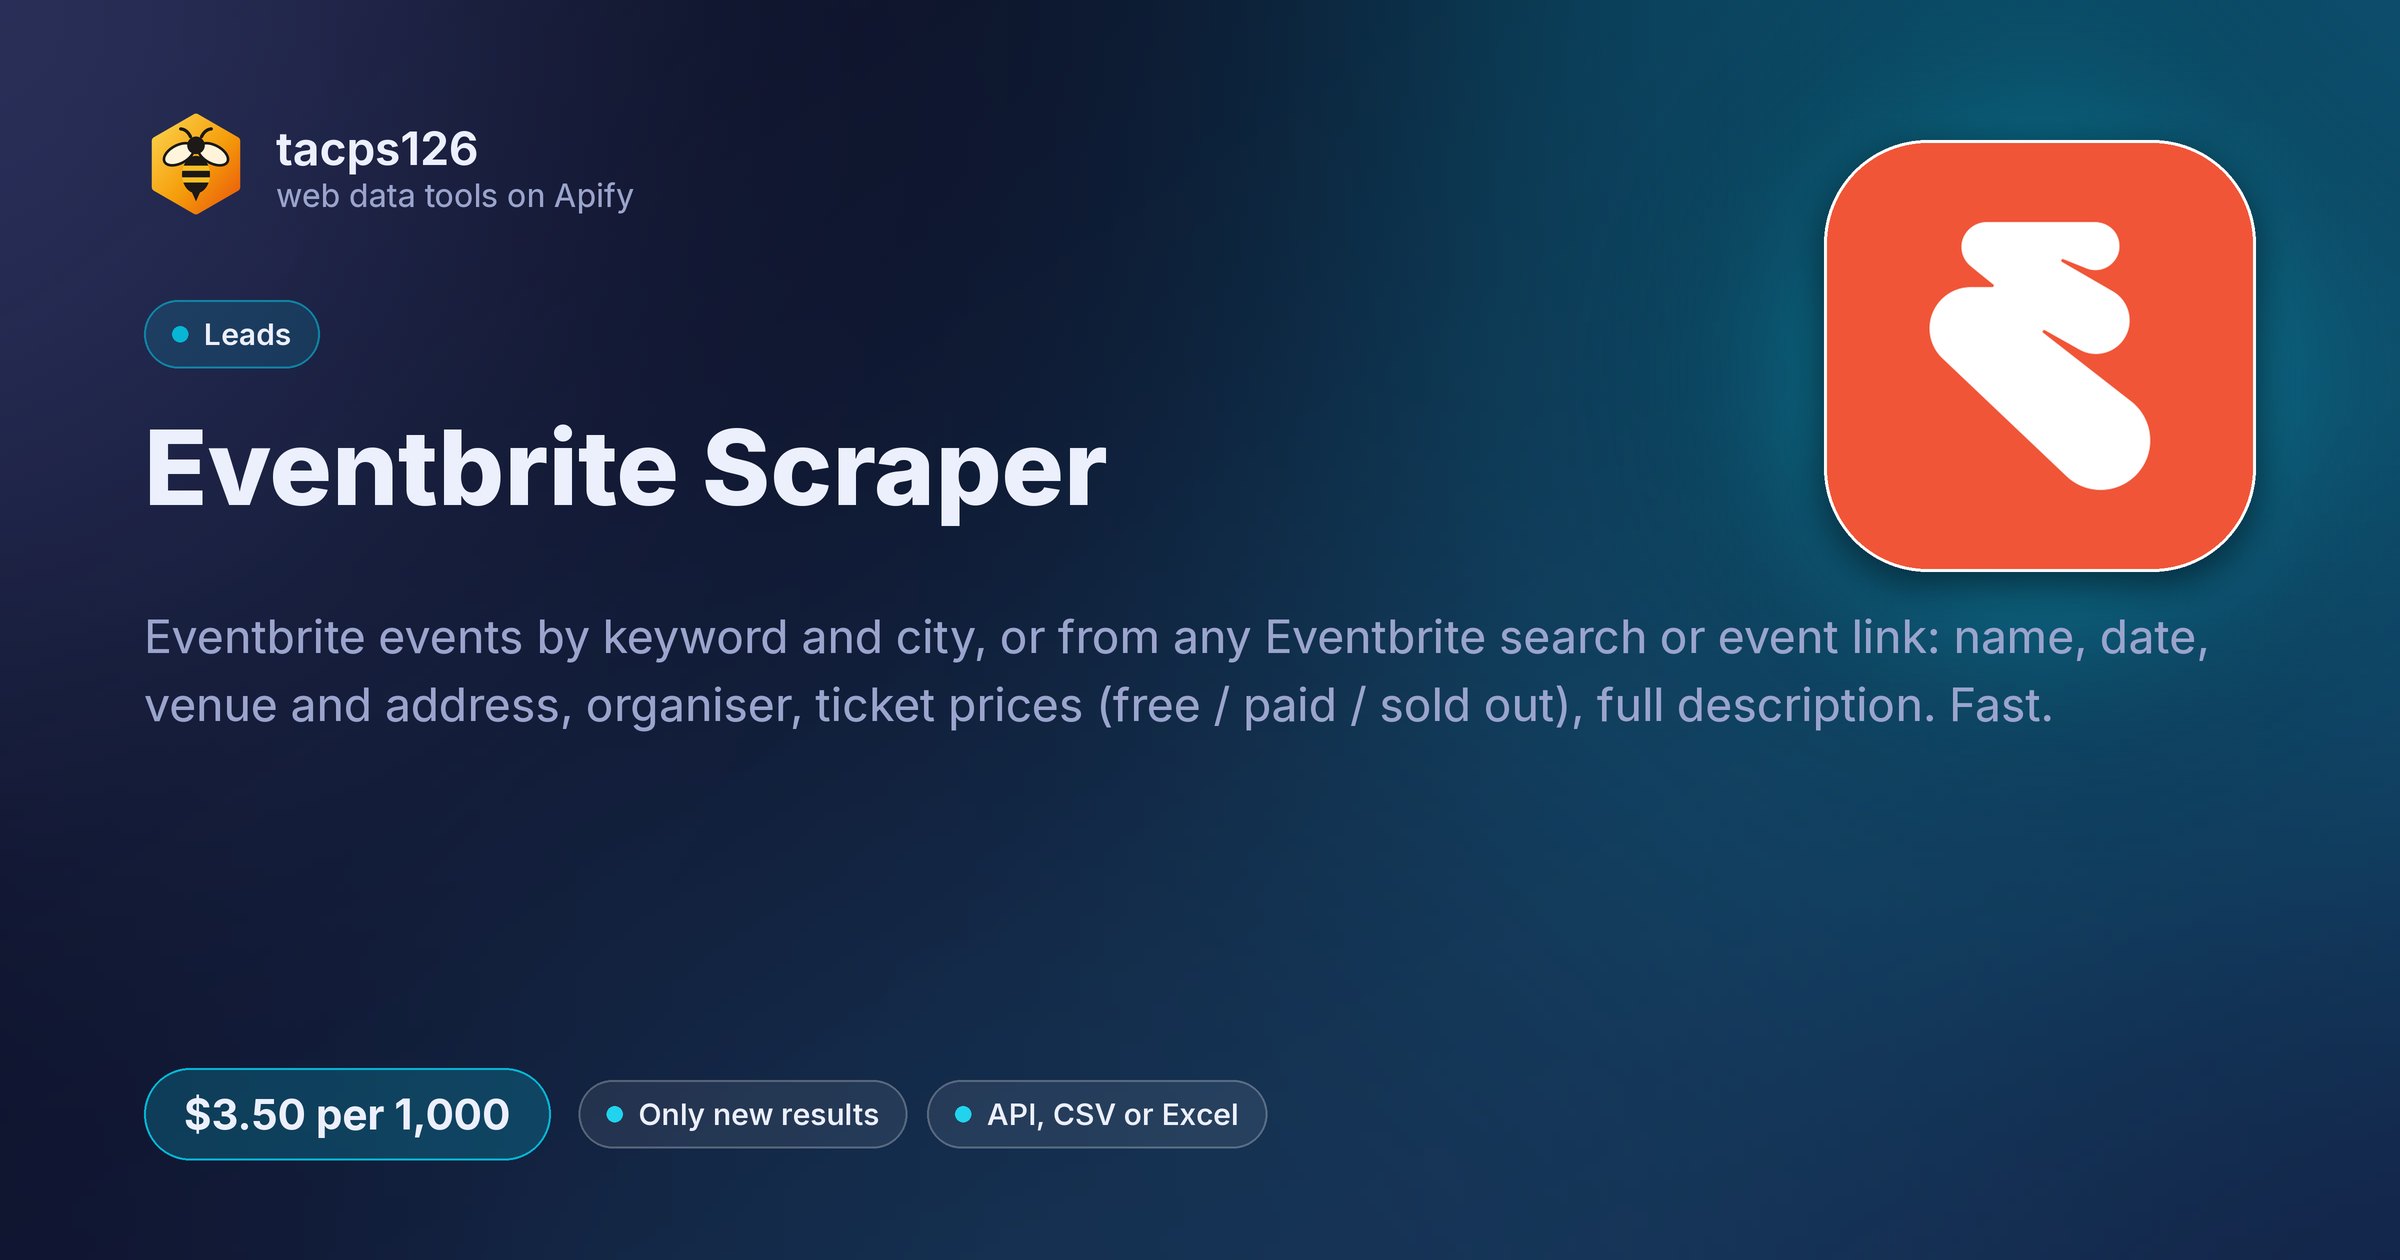 tacps126
web data tools on Apify
Leads
Eventbrite Scraper
Eventbrite events by keyword and city, or from any Eventbrite search or event link: name, date,
venue and address, organiser, ticket prices (free / paid / sold out), full description. Fast.
$3.50 per 1,000
Only new results
API, CSV or Excel